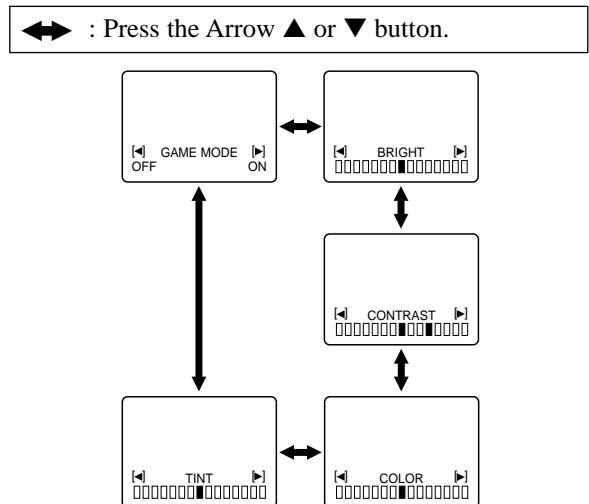 : Press the Arrow ▲ or ▼ button.
[◀] GAME MODE [▶]
OFF ON
[◀] BRIGHT [▶]
[◀] CONTRAST [▶]
[◀] TINT [▶]
[◀] COLOR [▶]